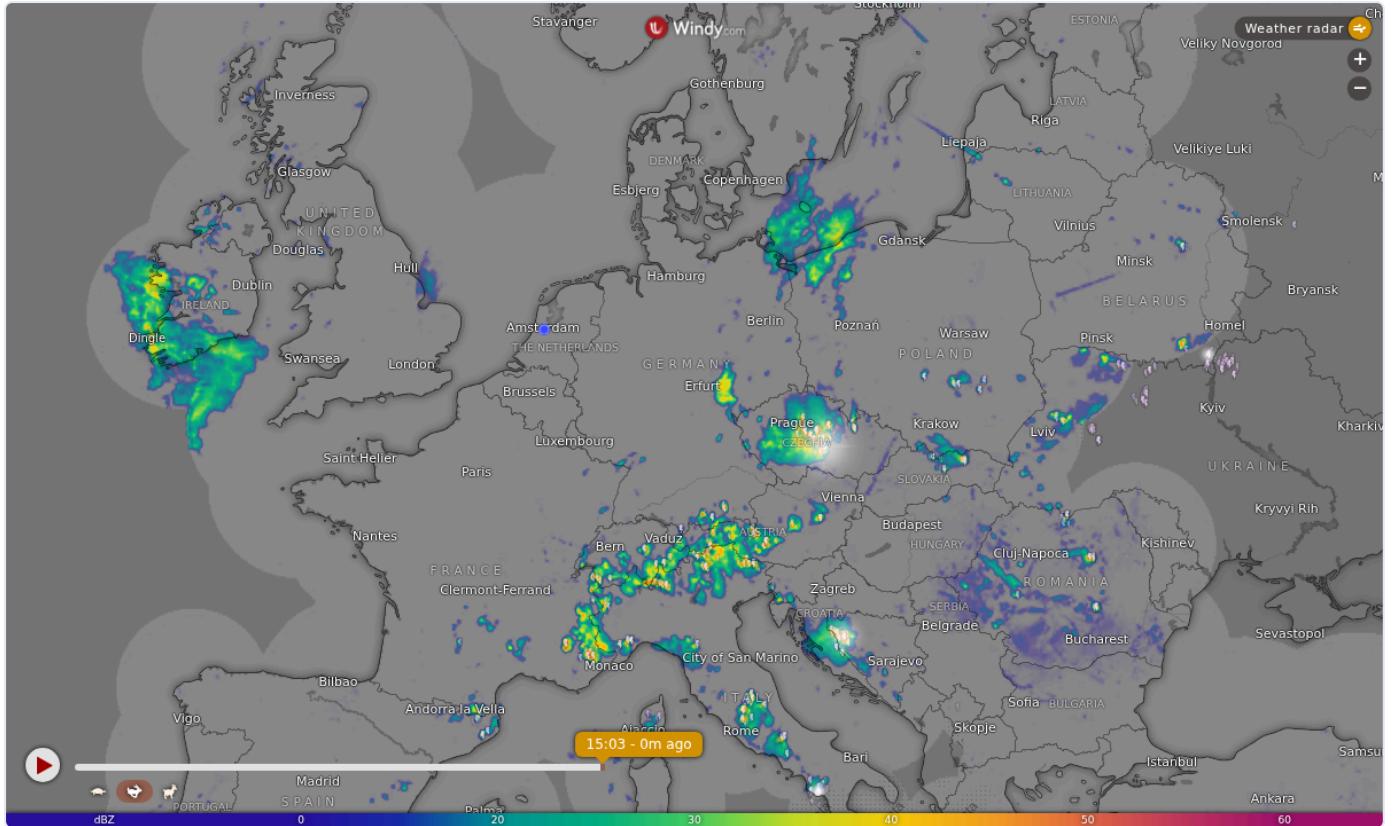 Stockholm
Stavanger
Windy.com
ESTONIA
Weather radar
Veliky Novgorod
+
−
Gothenburg
Inverness
LATVIA
Riga
Liepaja
Velikiye Luki
DENMARK
Glasgow
Copenhagen
Esbjerg
LITHUANIA
UNITED
KINGDOM
Smolensk
Vilnius
Gdansk
Douglas
Minsk
Hull
Hamburg
Dublin
Bryansk
BELARUS
IRELAND
Berlin
Poznań
Homel
Amsterdam
Warsaw
Dingle
Pinsk
THE NETHERLANDS
POLAND
Swansea
London
GERMANY
Erfurt
Brussels
Kyiv
Prague
Krakow
Kharkiv
Lviv
Luxembourg
CZECHIA
Saint Helier
UKRAINE
Paris
SLOVAKIA
Vienna
Kryvyi Rih
Budapest
Nantes
AUSTRIA
Vaduz
Bern
HUNGARY
Kishinev
Cluj-Napoca
FRANCE
ROMANIA
Clermont-Ferrand
Zagreb
SERBIA
CROATIA
Belgrade
Sevastopol
Bucharest
City of San Marino
Sarajevo
Monaco
Bilbao
ITALY
Sofia
BULGARIA
Andorra la Vella
Vigo
Ajaccio
Rome
Skopje
15:03 - 0m ago
Samsu
Bari
Istanbul
Madrid
SPAIN
Ankara
PORTUGAL
Palma
dBZ 0 20 30 40 50 60